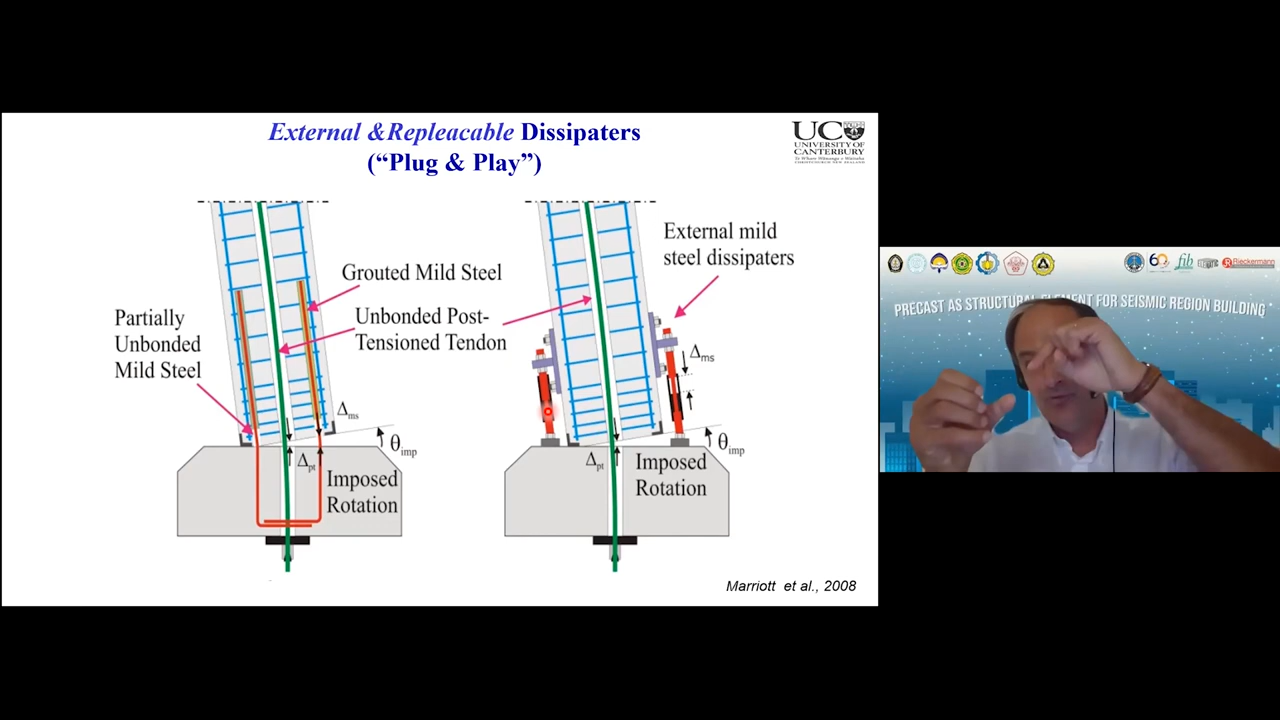 External &Repleacable Dissipaters
(“Plug & Play”)
UC
UNIVERSITY OF
CANTERBURY
Te Whare Wānanga o Waitaha
CHRISTCHURCH NEW ZEALAND
External mild
steel dissipaters
Grouted Mild Steel
Unbonded Post-
Tensioned Tendon
Partially
Unbonded
Mild Steel
Δms
Δms
θimp
θimp
Δpt
Δpt
Imposed
Rotation
Imposed
Rotation
Marriott et al., 2008
60
fib
Rieckermann
PRECAST AS STRUCTURAL ELEMENT FOR SEISMIC REGION BUILDING